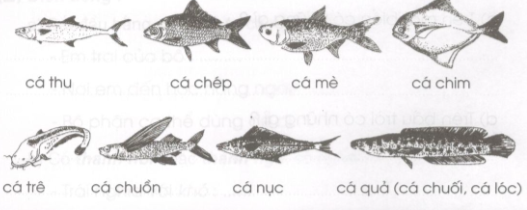 cá thu cá chép cá mè cá chim
cá trê cá chuồn cá nục cá quả (cá chuối, cá lóc)